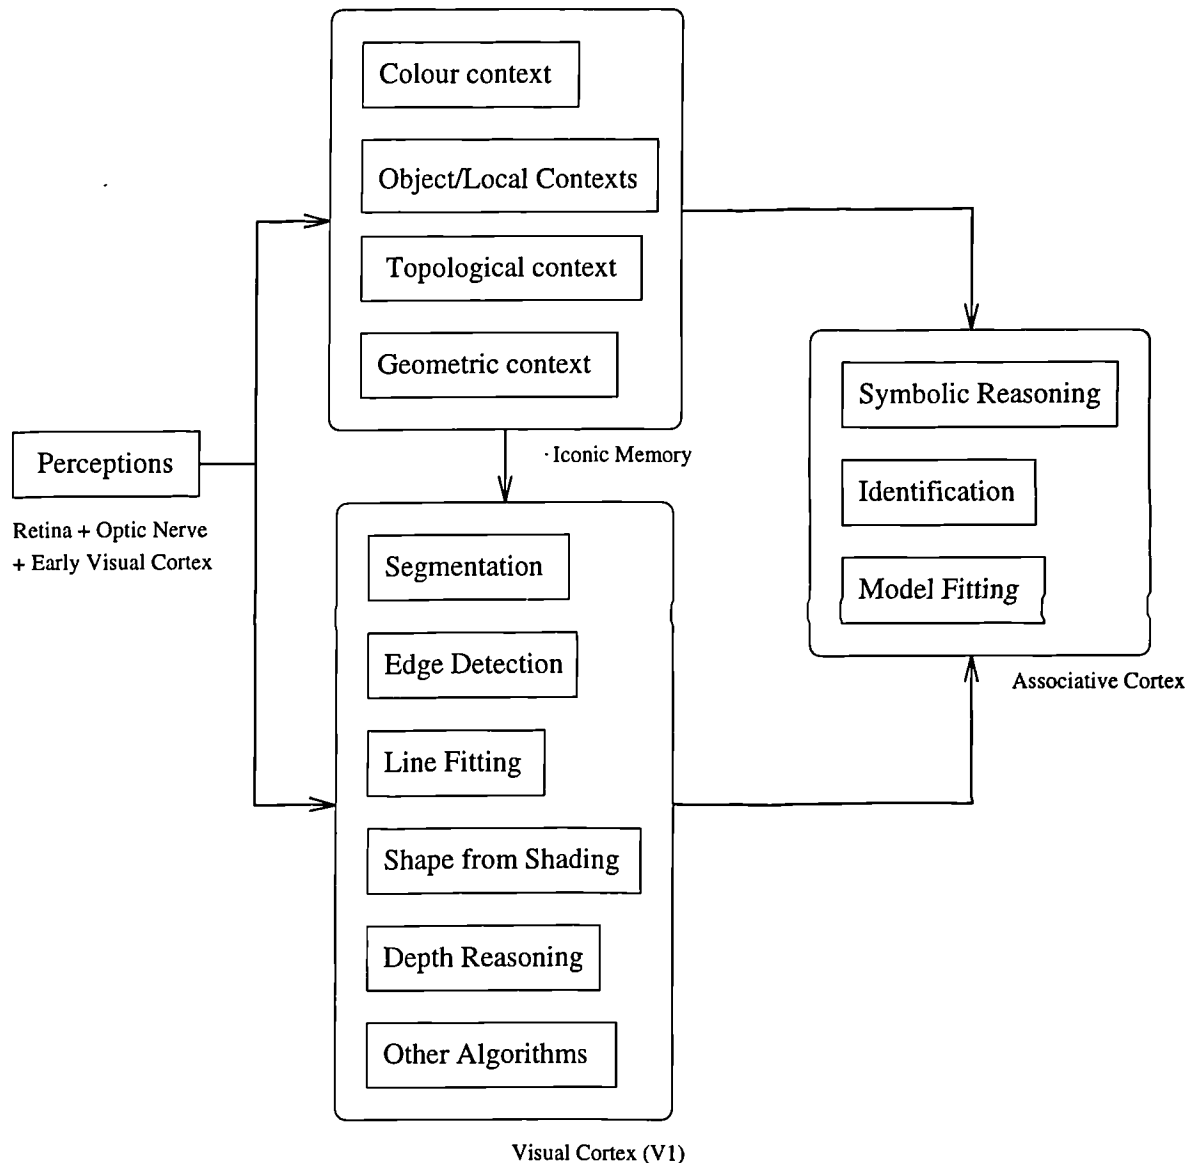 Colour context
Object/Local Contexts
Topological context
Geometric context
Iconic Memory
Perceptions
Retina + Optic Nerve
+ Early Visual Cortex
Segmentation
Edge Detection
Line Fitting
Shape from Shading
Depth Reasoning
Other Algorithms
Visual Cortex (V1)
Symbolic Reasoning
Identification
Model Fitting
Associative Cortex